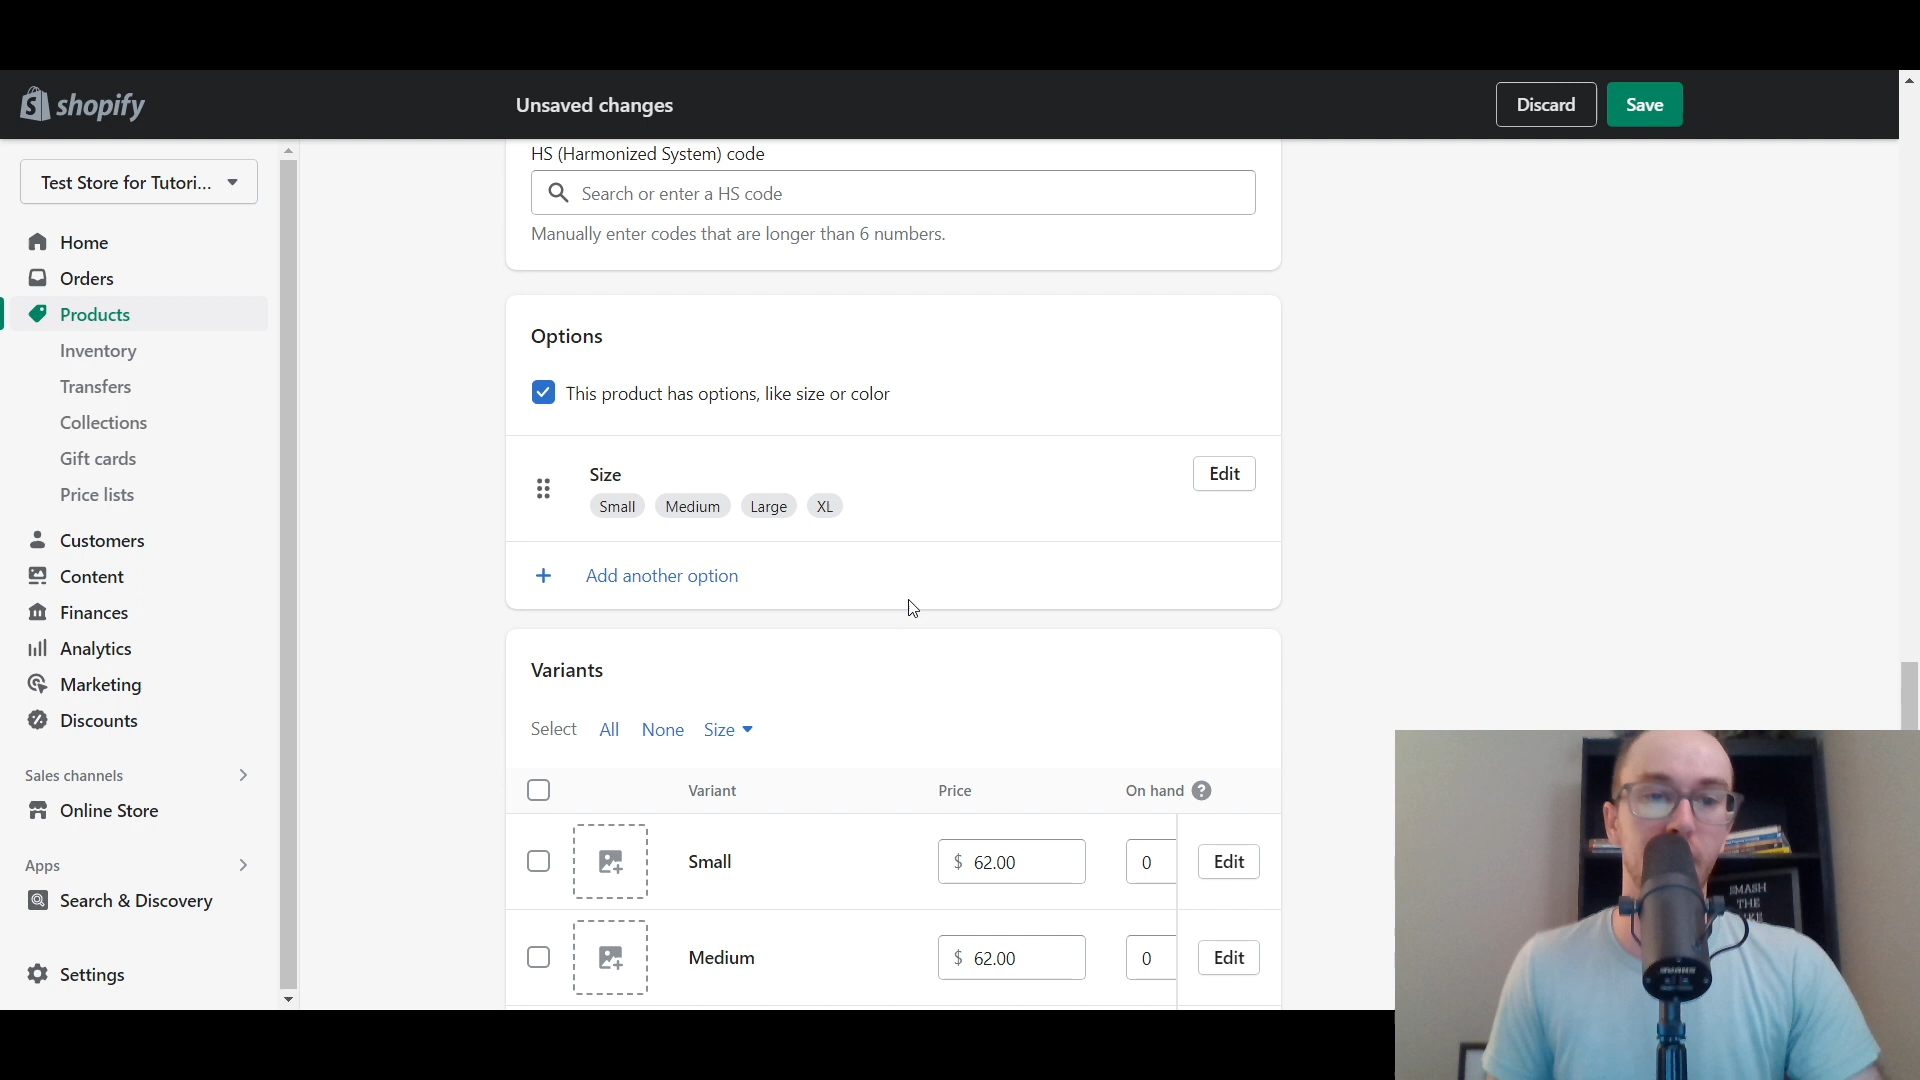 shopify
Unsaved changes
Discard
Save
Test Store for Tutori...
Home
Orders
Products
Inventory
Transfers
Collections
Gift cards
Price lists
Customers
Content
Finances
Analytics
Marketing
Discounts
Sales channels
Online Store
Apps
Search & Discovery
Settings
HS (Harmonized System) code
Search or enter a HS code
Manually enter codes that are longer than 6 numbers.
Options
This product has options, like size or color
Size
Edit
Small Medium Large XL
Add another option
Variants
Select All None Size
Variant Price On hand ?
Small $ 62.00 0 Edit
Medium $ 62.00 0 Edit
SMASH
THE